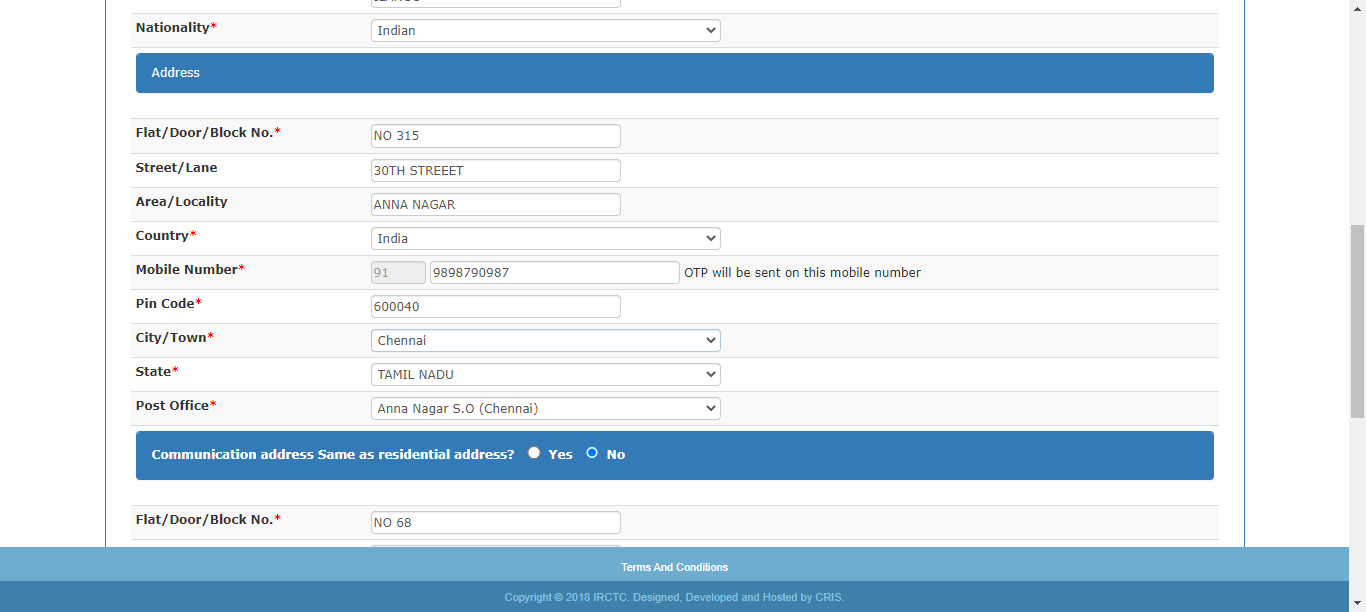 Nationality* Indian
Address
Flat/Door/Block No.* NO 315
Street/Lane 30TH STREEET
Area/Locality ANNA NAGAR
Country* India
Mobile Number* 91 9898790987 OTP will be sent on this mobile number
Pin Code* 600040
City/Town* Chennai
State* TAMIL NADU
Post Office* Anna Nagar S.O (Chennai)
Communication address Same as residential address? Yes No
Flat/Door/Block No.* NO 68
Terms And Conditions
Copyright © 2018 IRCTC. Designed, Developed and Hosted by CRIS.